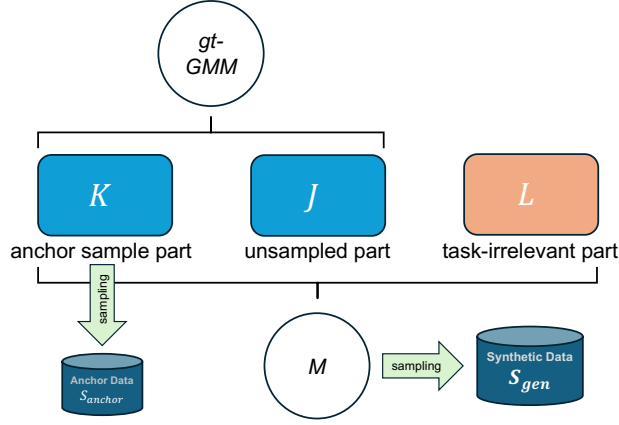 gt-
GMM
K
J
L
anchor sample part
unsampled part
task-irrelevant part
sampling
Anchor Data
S_anchor
M
sampling
Synthetic Data
S_gen